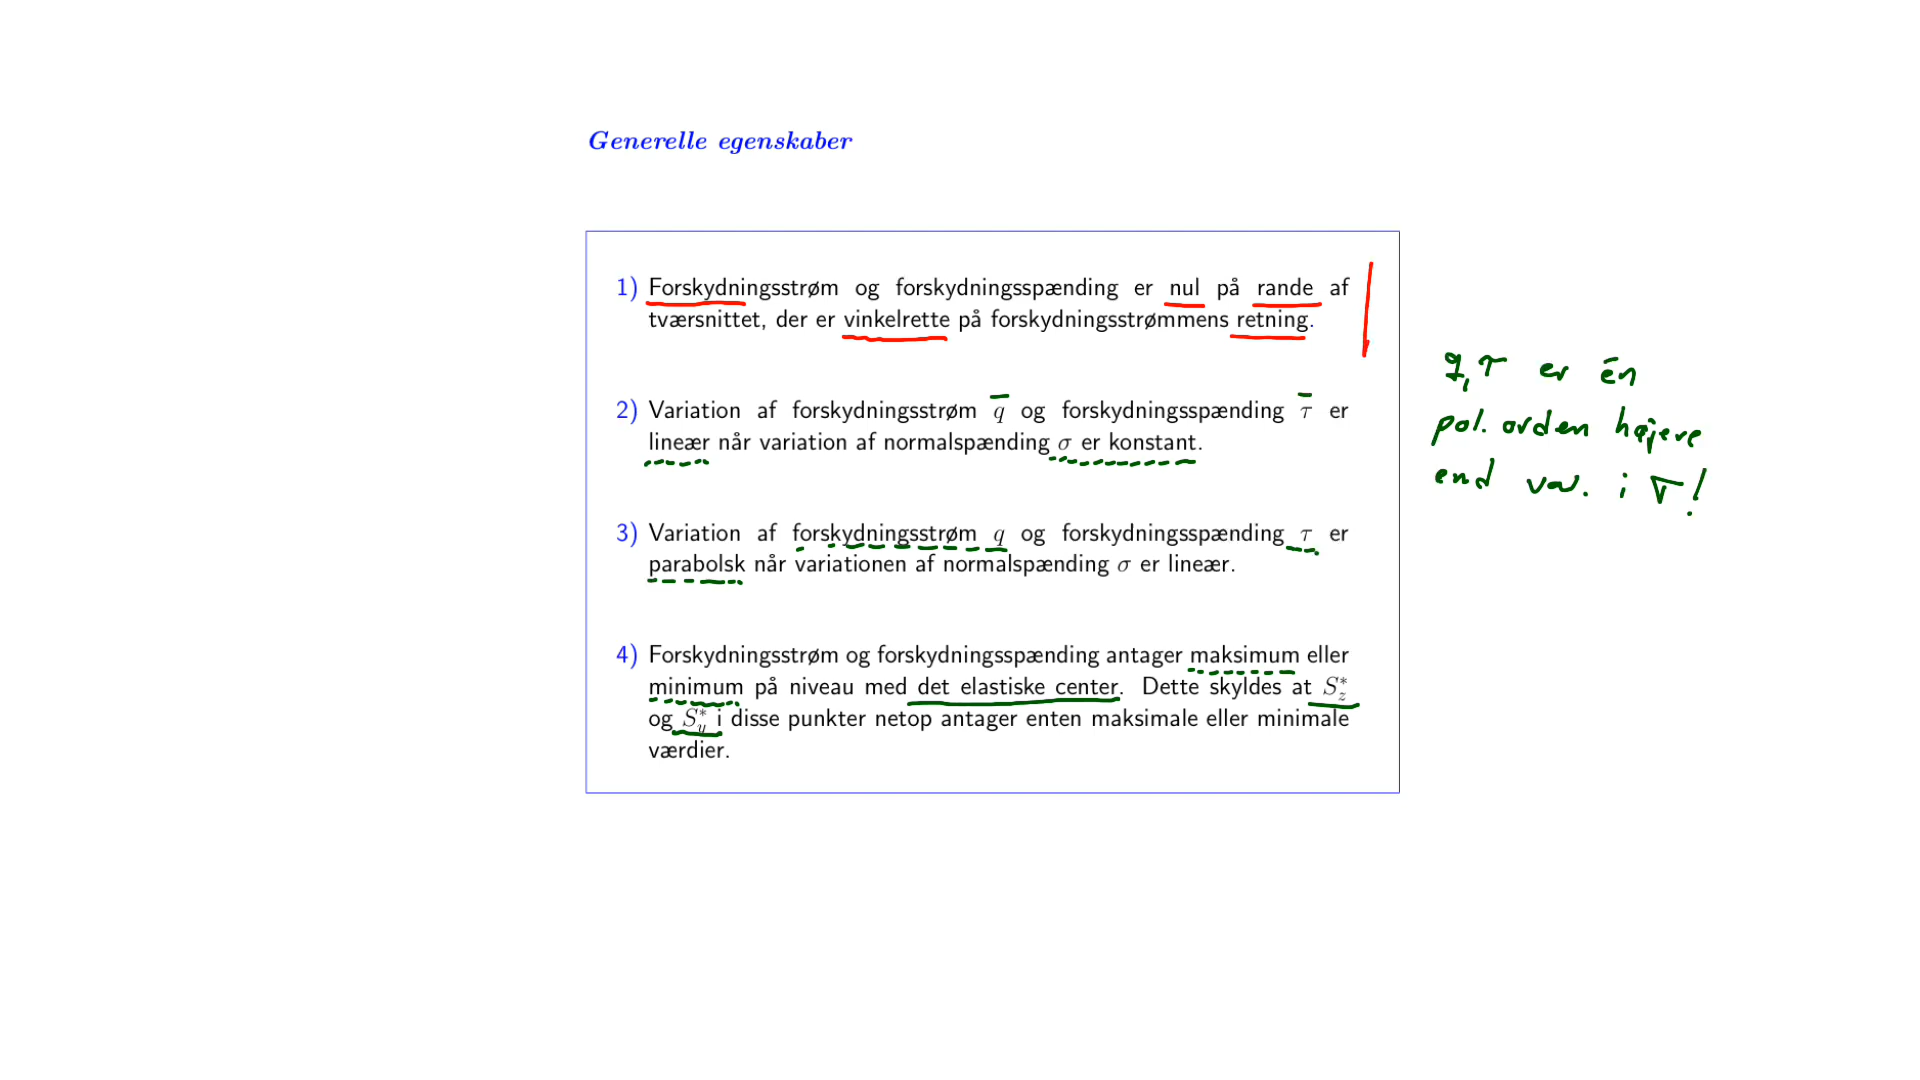 Generelle egenskaber
1) Forskydningsstrøm og forskydningsspænding er nul på rande af
tværsnittet, der er vinkelrette på forskydningsstrømmens retning.
2) Variation af forskydningsstrøm q og forskydningsspænding τ er
lineær når variation af normalspænding σ er konstant.
3) Variation af forskydningsstrøm q og forskydningsspænding τ er
parabolsk når variationen af normalspænding σ er lineær.
4) Forskydningsstrøm og forskydningsspænding antager maksimum eller
minimum på niveau med det elastiske center. Dette skyldes at S*z
og S*y i disse punkter netop antager enten maksimale eller minimale
værdier.
q, τ er én
pol. orden højere
end var. i σ!